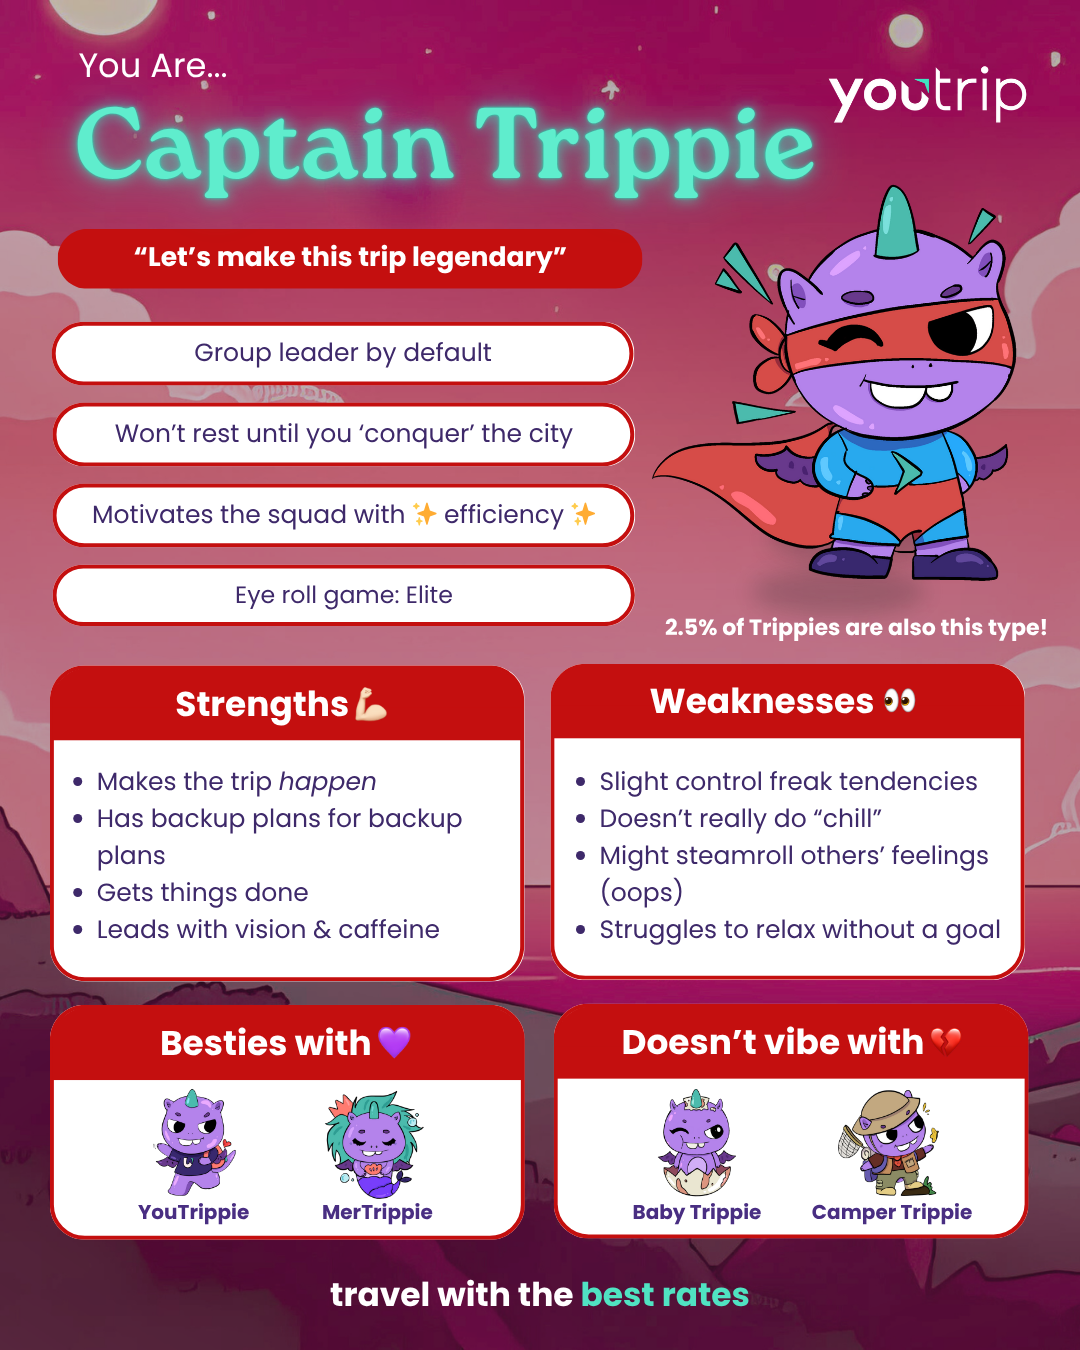 You Are...
youtrip
Captain Trippie
“Let’s make this trip legendary”
Group leader by default
Won’t rest until you ‘conquer’ the city
Motivates the squad with ✨ efficiency ✨
Eye roll game: Elite
2.5% of Trippies are also this type!
Strengths 💪🏻
Makes the trip happen
Has backup plans for backup
plans
Gets things done
Leads with vision & caffeine
Weaknesses 👀
Slight control freak tendencies
Doesn’t really do “chill”
Might steamroll others’ feelings
(oops)
Struggles to relax without a goal
Besties with 💜
YouTrippie
MerTrippie
Doesn’t vibe with 💔
Baby Trippie
Camper Trippie
travel with the best rates